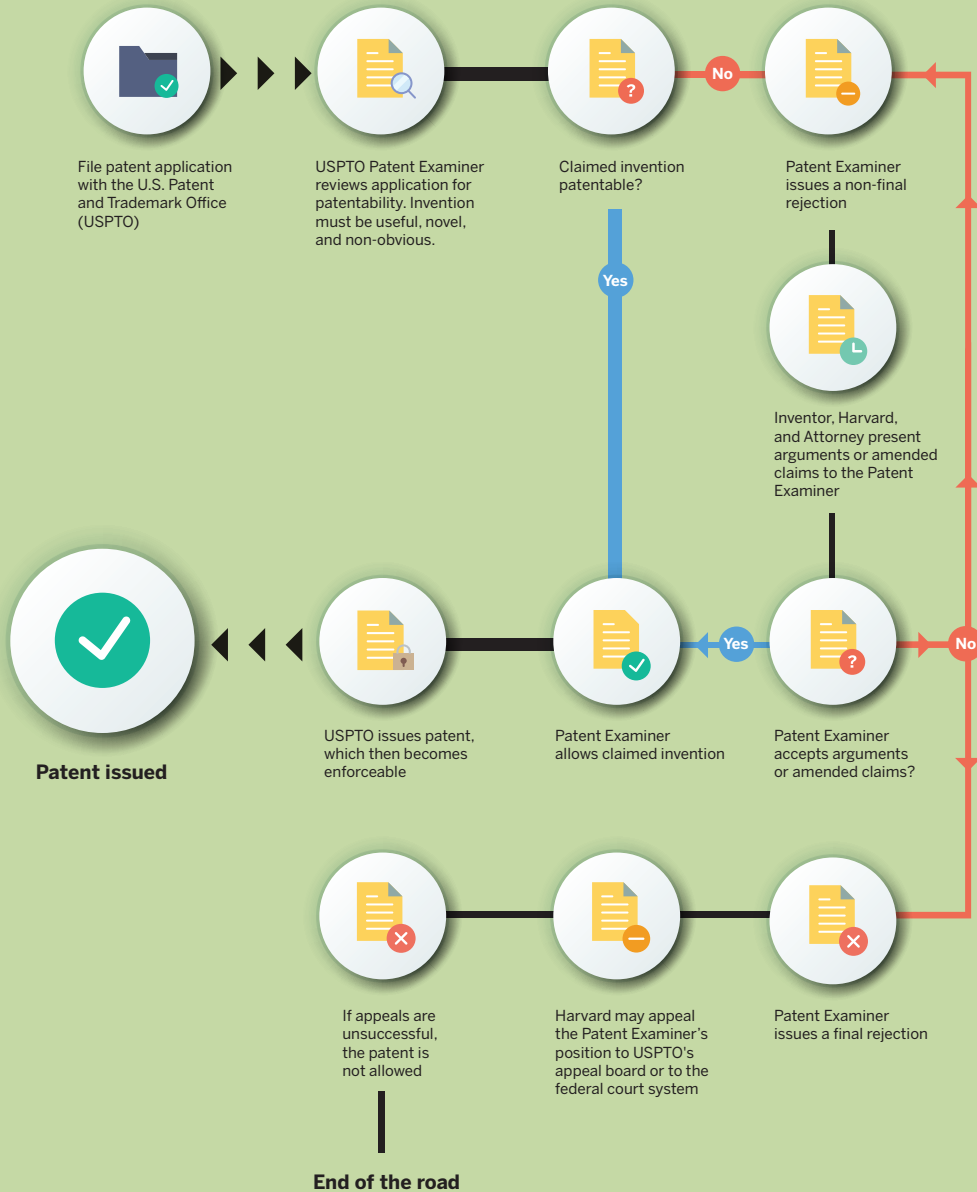 File patent application
with the U.S. Patent
and Trademark Office
(USPTO)
USPTO Patent Examiner
reviews application for
patentability. Invention
must be useful, novel,
and non-obvious.
Claimed invention
patentable?
No
Patent Examiner
issues a non-final
rejection
Yes
Inventor, Harvard,
and Attorney present
arguments or amended
claims to the Patent
Examiner
Patent Examiner
accepts arguments
or amended claims?
No
Yes
Patent Examiner
allows claimed invention
USPTO issues patent,
which then becomes
enforceable
Patent issued
Patent Examiner
issues a final rejection
Harvard may appeal
the Patent Examiner's
position to USPTO's
appeal board or to the
federal court system
If appeals are
unsuccessful,
the patent is
not allowed
End of the road